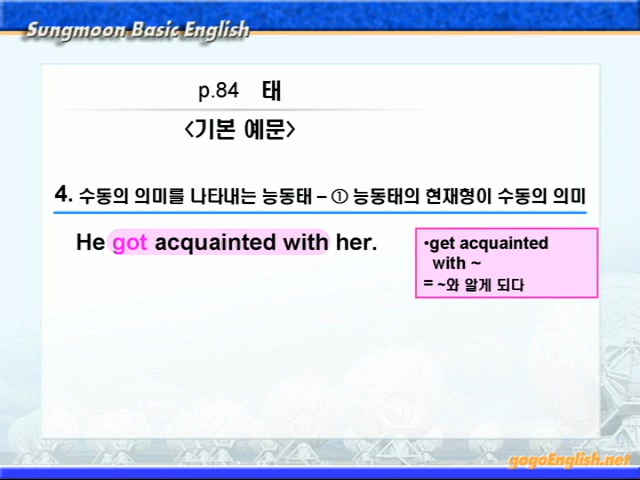 Sungmoon Basic English
p.84 태
<기본 예문>
4. 수동의 의미를 나타내는 능동태 – ① 능동태의 현재형이 수동의 의미
He got acquainted with her.
•get acquainted
with ~
= ~와 알게 되다
gogoEnglish.net